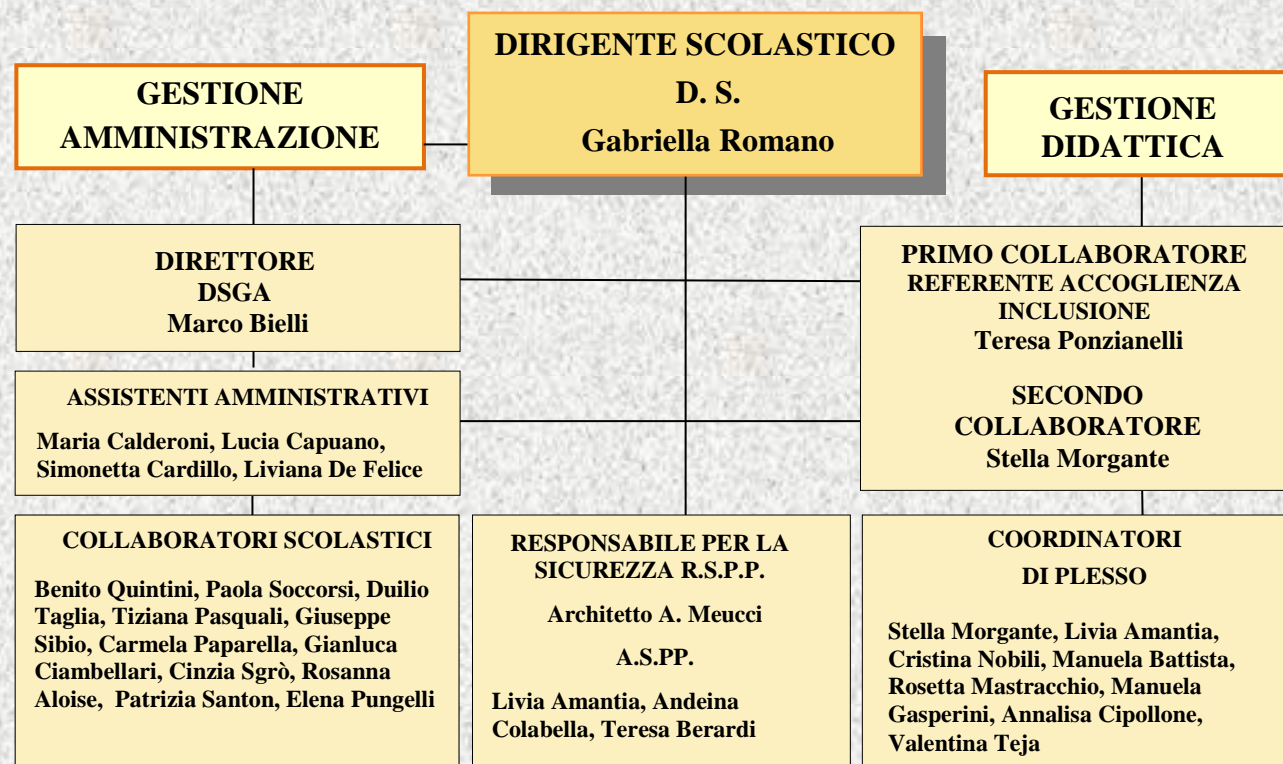 DIRIGENTE SCOLASTICO
D. S.
Gabriella Romano
GESTIONE
AMMINISTRAZIONE
GESTIONE
DIDATTICA
DIRETTORE
DSGA
Marco Bielli
PRIMO COLLABORATORE
REFERENTE ACCOGLIENZA
INCLUSIONE
Teresa Ponzianelli
SECONDO
COLLABORATORE
Stella Morgante
ASSISTENTI AMMINISTRATIVI
Maria Calderoni, Lucia Capuano,
Simonetta Cardillo, Liviana De Felice
COLLABORATORI SCOLASTICI
Benito Quintini, Paola Soccorsi, Duilio
Taglia, Tiziana Pasquali, Giuseppe
Sibio, Carmela Paparella, Gianluca
Ciambellari, Cinzia Sgrò, Rosanna
Aloise, Patrizia Santon, Elena Pungelli
RESPONSABILE PER LA
SICUREZZA R.S.P.P.
Architetto A. Meucci
A.S.PP.
Livia Amantia, Andeina
Colabella, Teresa Berardi
COORDINATORI
DI PLESSO
Stella Morgante, Livia Amantia,
Cristina Nobili, Manuela Battista,
Rosetta Mastracchio, Manuela
Gasperini, Annalisa Cipollone,
Valentina Teja